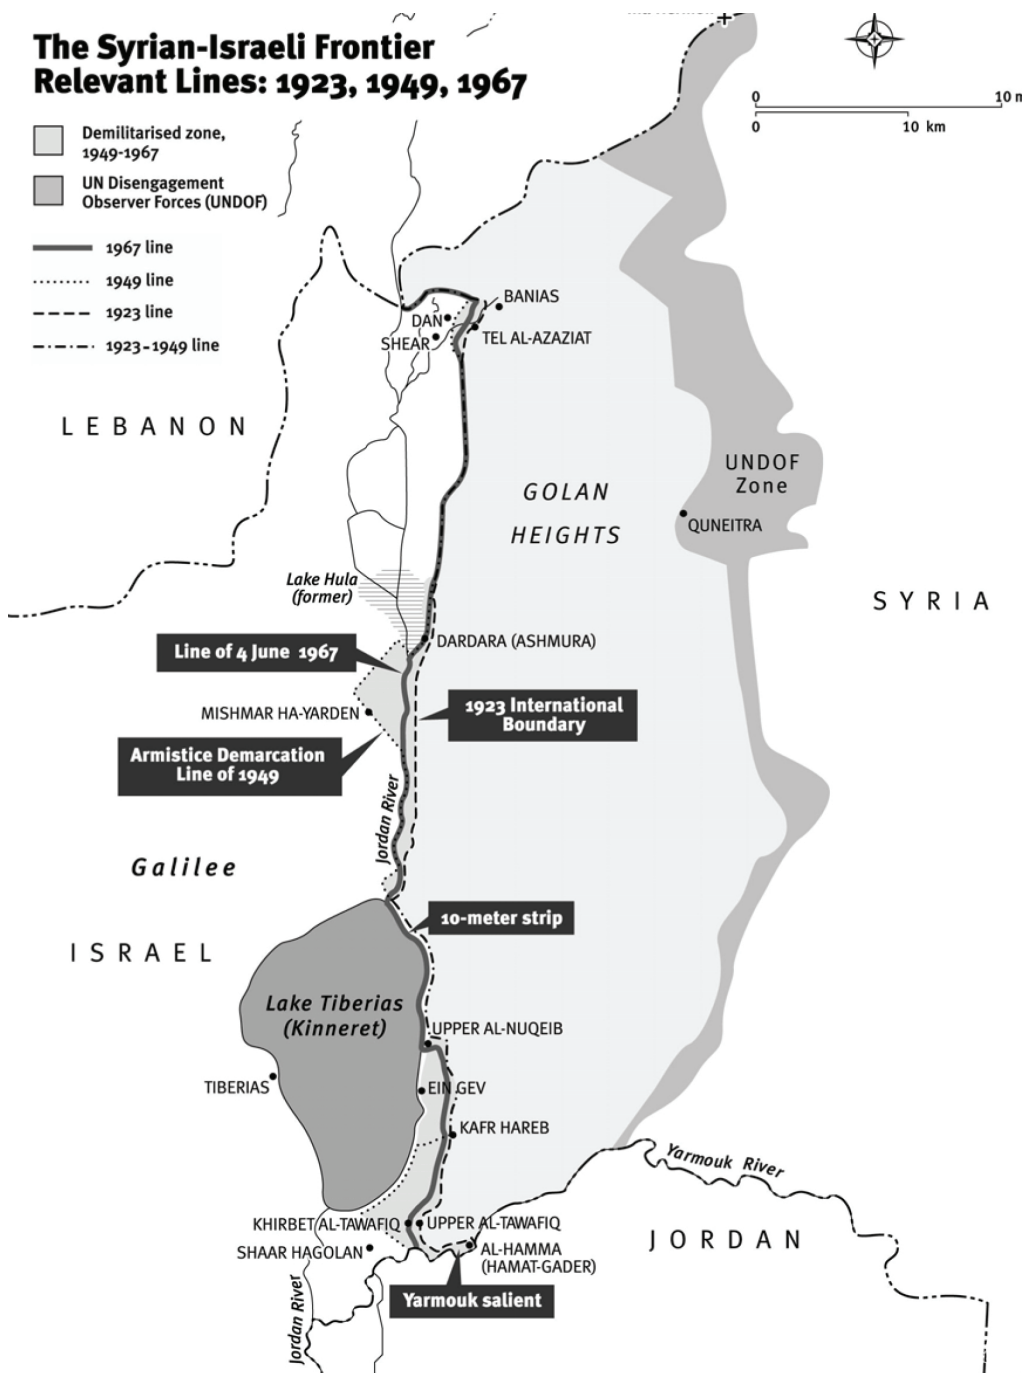 The Syrian-Israeli Frontier
Relevant Lines: 1923, 1949, 1967
0
10 m
0
10 km
Demilitarised zone,
1949-1967
UN Disengagement
Observer Forces (UNDOF)
1967 line
1949 line
1923 line
1923-1949 line
BANIAS
DAN
SHEAR
TEL AL-AZAZIAT
LEBANON
GOLAN
HEIGHTS
UNDOF
Zone
QUNEITRA
Lake Hula
(former)
SYRIA
DARDARA (ASHMURA)
Line of 4 June 1967
1923 International
Boundary
MISHMAR HA-YARDEN
Armistice Demarcation
Line of 1949
Jordan River
Galilee
10-meter strip
ISRAEL
Lake Tiberias
(Kinneret)
UPPER AL-NUQEIB
TIBERIAS
EIN GEV
KAFR HAREB
Yarmouk River
KHIRBET AL-TAWAFIQ
UPPER AL-TAWAFIQ
SHAAR HAGOLAN
AL-HAMMA
(HAMAT-GADER)
JORDAN
Yarmouk salient
Jordan River